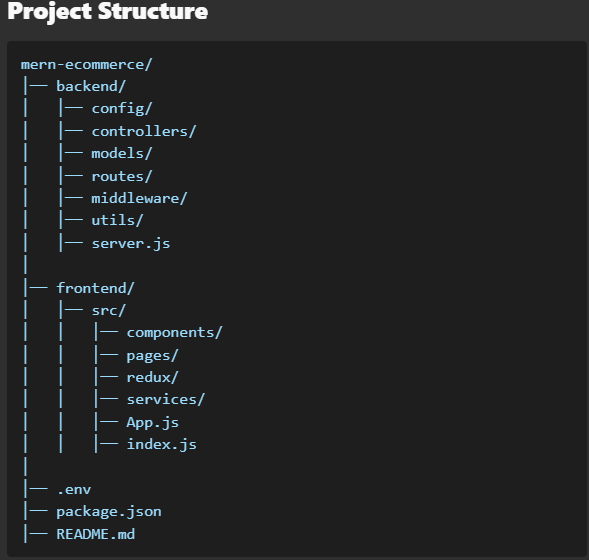 Project Structure
mern-ecommerce/
│── backend/
│   │── config/
│   │── controllers/
│   │── models/
│   │── routes/
│   │── middleware/
│   │── utils/
│   │── server.js
│
│── frontend/
│   │── src/
│   │   │── components/
│   │   │── pages/
│   │   │── redux/
│   │   │── services/
│   │   │── App.js
│   │   │── index.js
│
│── .env
│── package.json
│── README.md